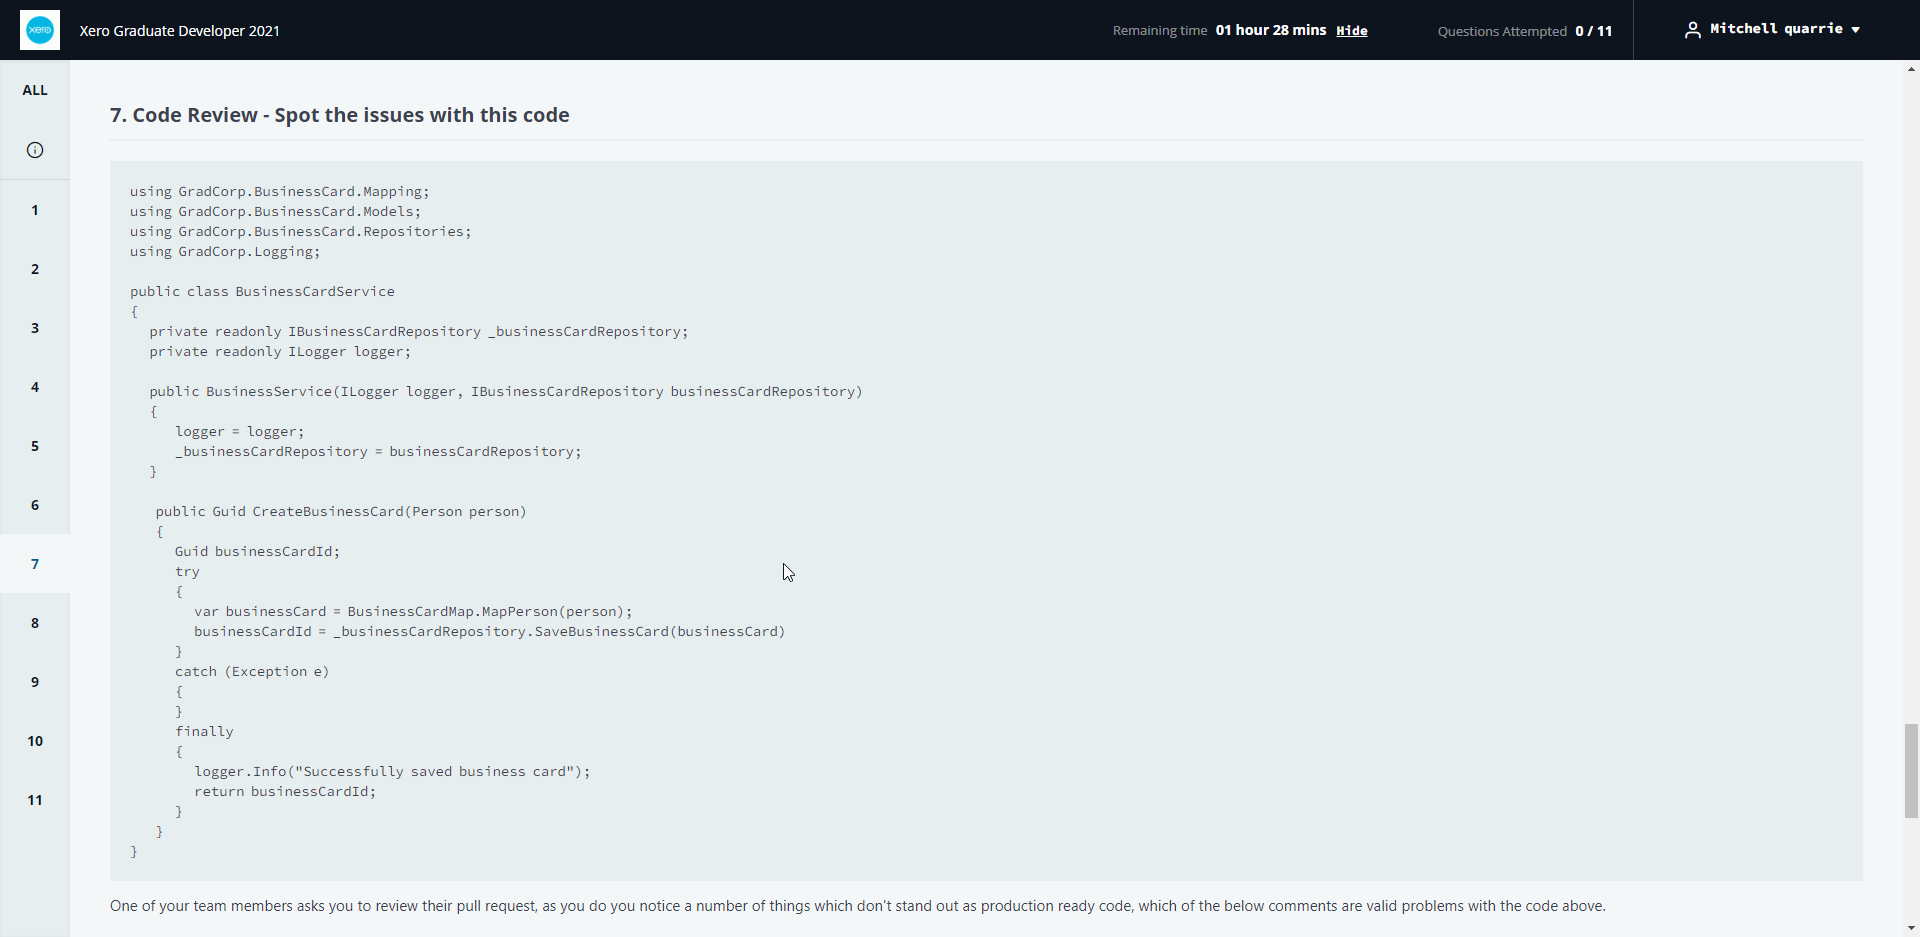 xero
Xero Graduate Developer 2021
Remaining time 01 hour 28 mins Hide
Questions Attempted 0 / 11
Mitchell quarrie
ALL
1
2
3
4
5
6
7
8
9
10
11
7. Code Review - Spot the issues with this code
using GradCorp.BusinessCard.Mapping;
using GradCorp.BusinessCard.Models;
using GradCorp.BusinessCard.Repositories;
using GradCorp.Logging;
public class BusinessCardService
{
private readonly IBusinessCardRepository _businessCardRepository;
private readonly ILogger logger;
public BusinessService(ILogger logger, IBusinessCardRepository businessCardRepository)
{
logger = logger;
_businessCardRepository = businessCardRepository;
}
public Guid CreateBusinessCard(Person person)
{
Guid businessCardId;
try
{
var businessCard = BusinessCardMap.MapPerson(person);
businessCardId = _businessCardRepository.SaveBusinessCard(businessCard)
}
catch (Exception e)
{
}
finally
{
logger.Info("Successfully saved business card");
return businessCardId;
}
}
}
One of your team members asks you to review their pull request, as you do you notice a number of things which don't stand out as production ready code, which of the below comments are valid problems with the code above.